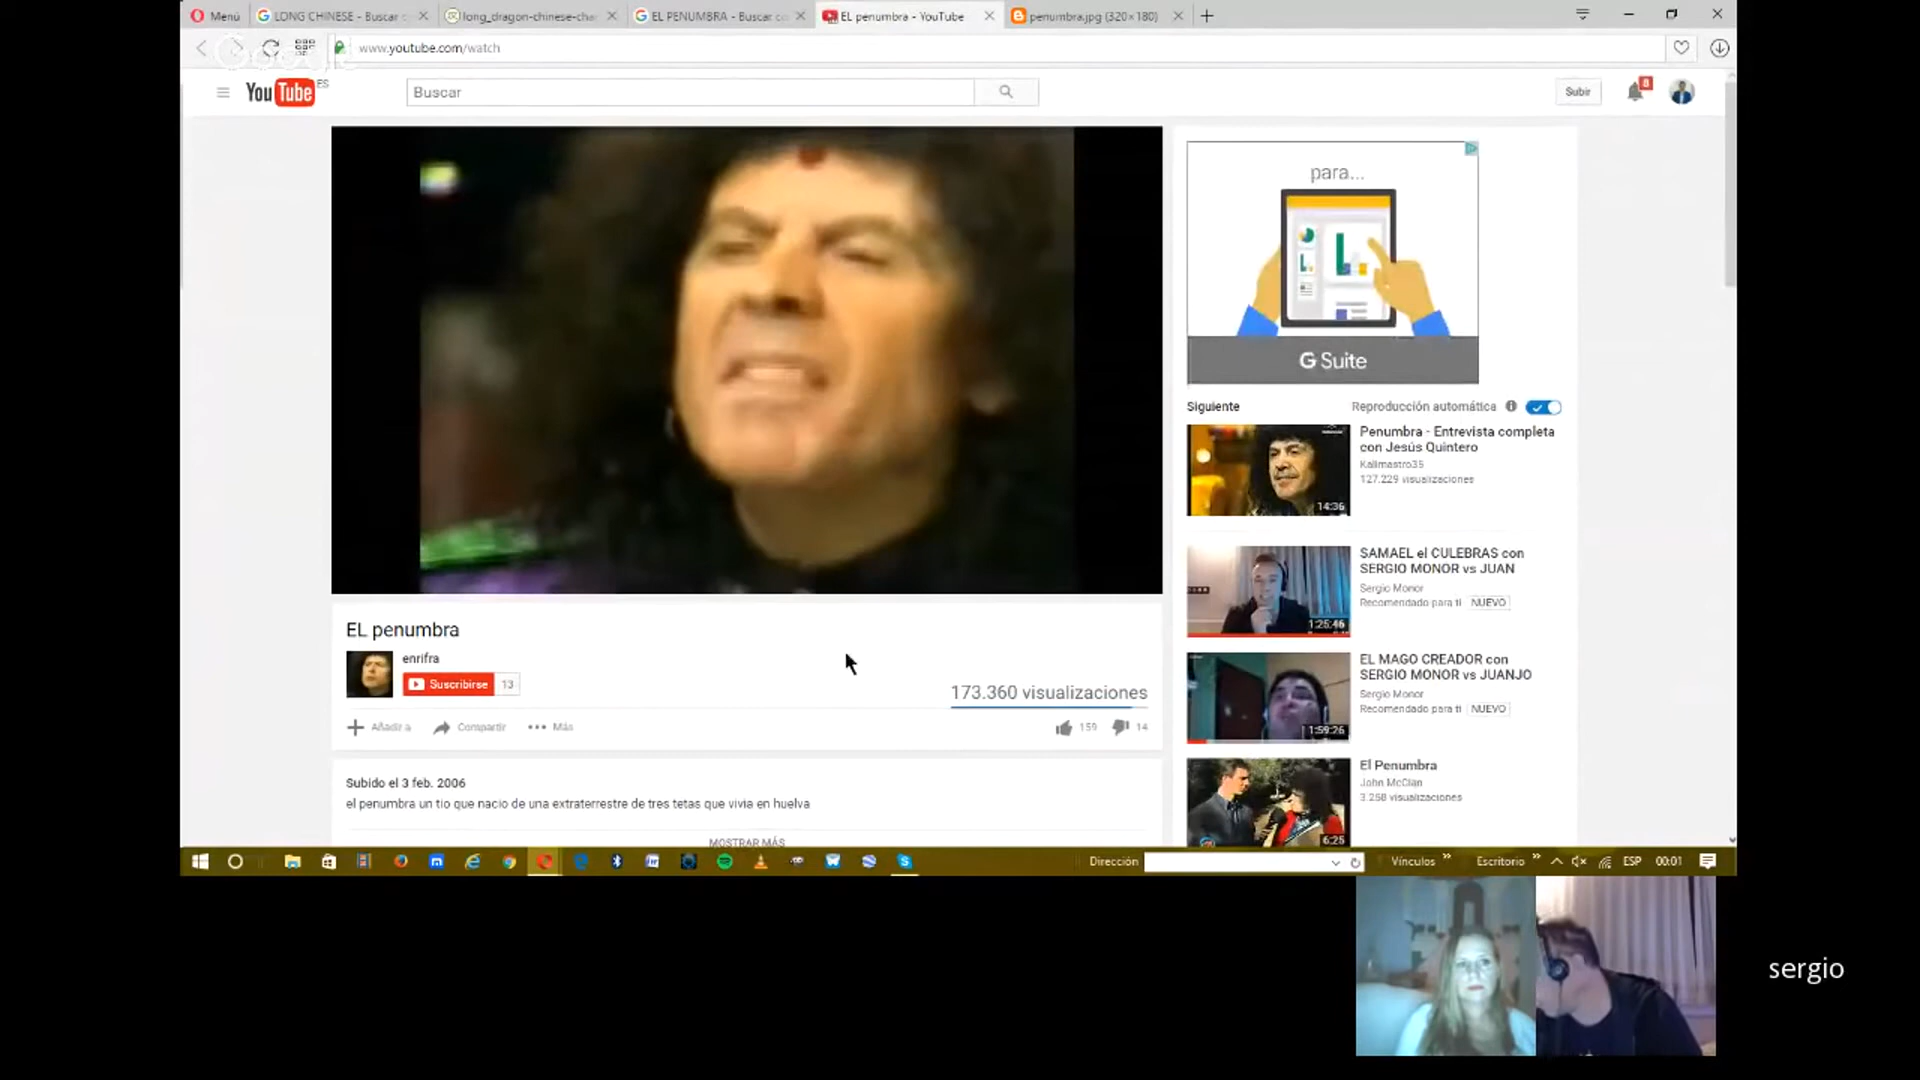 Menú
LONG CHINESE - Buscar c
long_dragon-chinese-cha
EL PENUMBRA - Buscar co
EL penumbra - YouTube
penumbra.jpg (320×180)
Google
www.youtube.com/watch
YouTube ES
Buscar
Subir
8
para...
G Suite
Siguiente
Reproducción automática
Penumbra - Entrevista completa
con Jesús Quintero
Kalimastro35
127.229 visualizaciones
14:36
SAMAEL el CULEBRAS con
SERGIO MONOR vs JUAN
Sergio Monor
Recomendado para ti NUEVO
1:25:46
EL MAGO CREADOR con
SERGIO MONOR vs JUANJO
Sergio Monor
Recomendado para ti NUEVO
1:59:26
El Penumbra
John McClan
3.258 visualizaciones
6:25
EL penumbra
enrifra
Suscribirse 13
173.360 visualizaciones
Añadir a
Compartir
Más
159
14
Subido el 3 feb. 2006
el penumbra un tio que nacio de una extraterrestre de tres tetas que vivia en huelva
MOSTRAR MÁS
Dirección
Vínculos
Escritorio
ESP
00:01
sergio